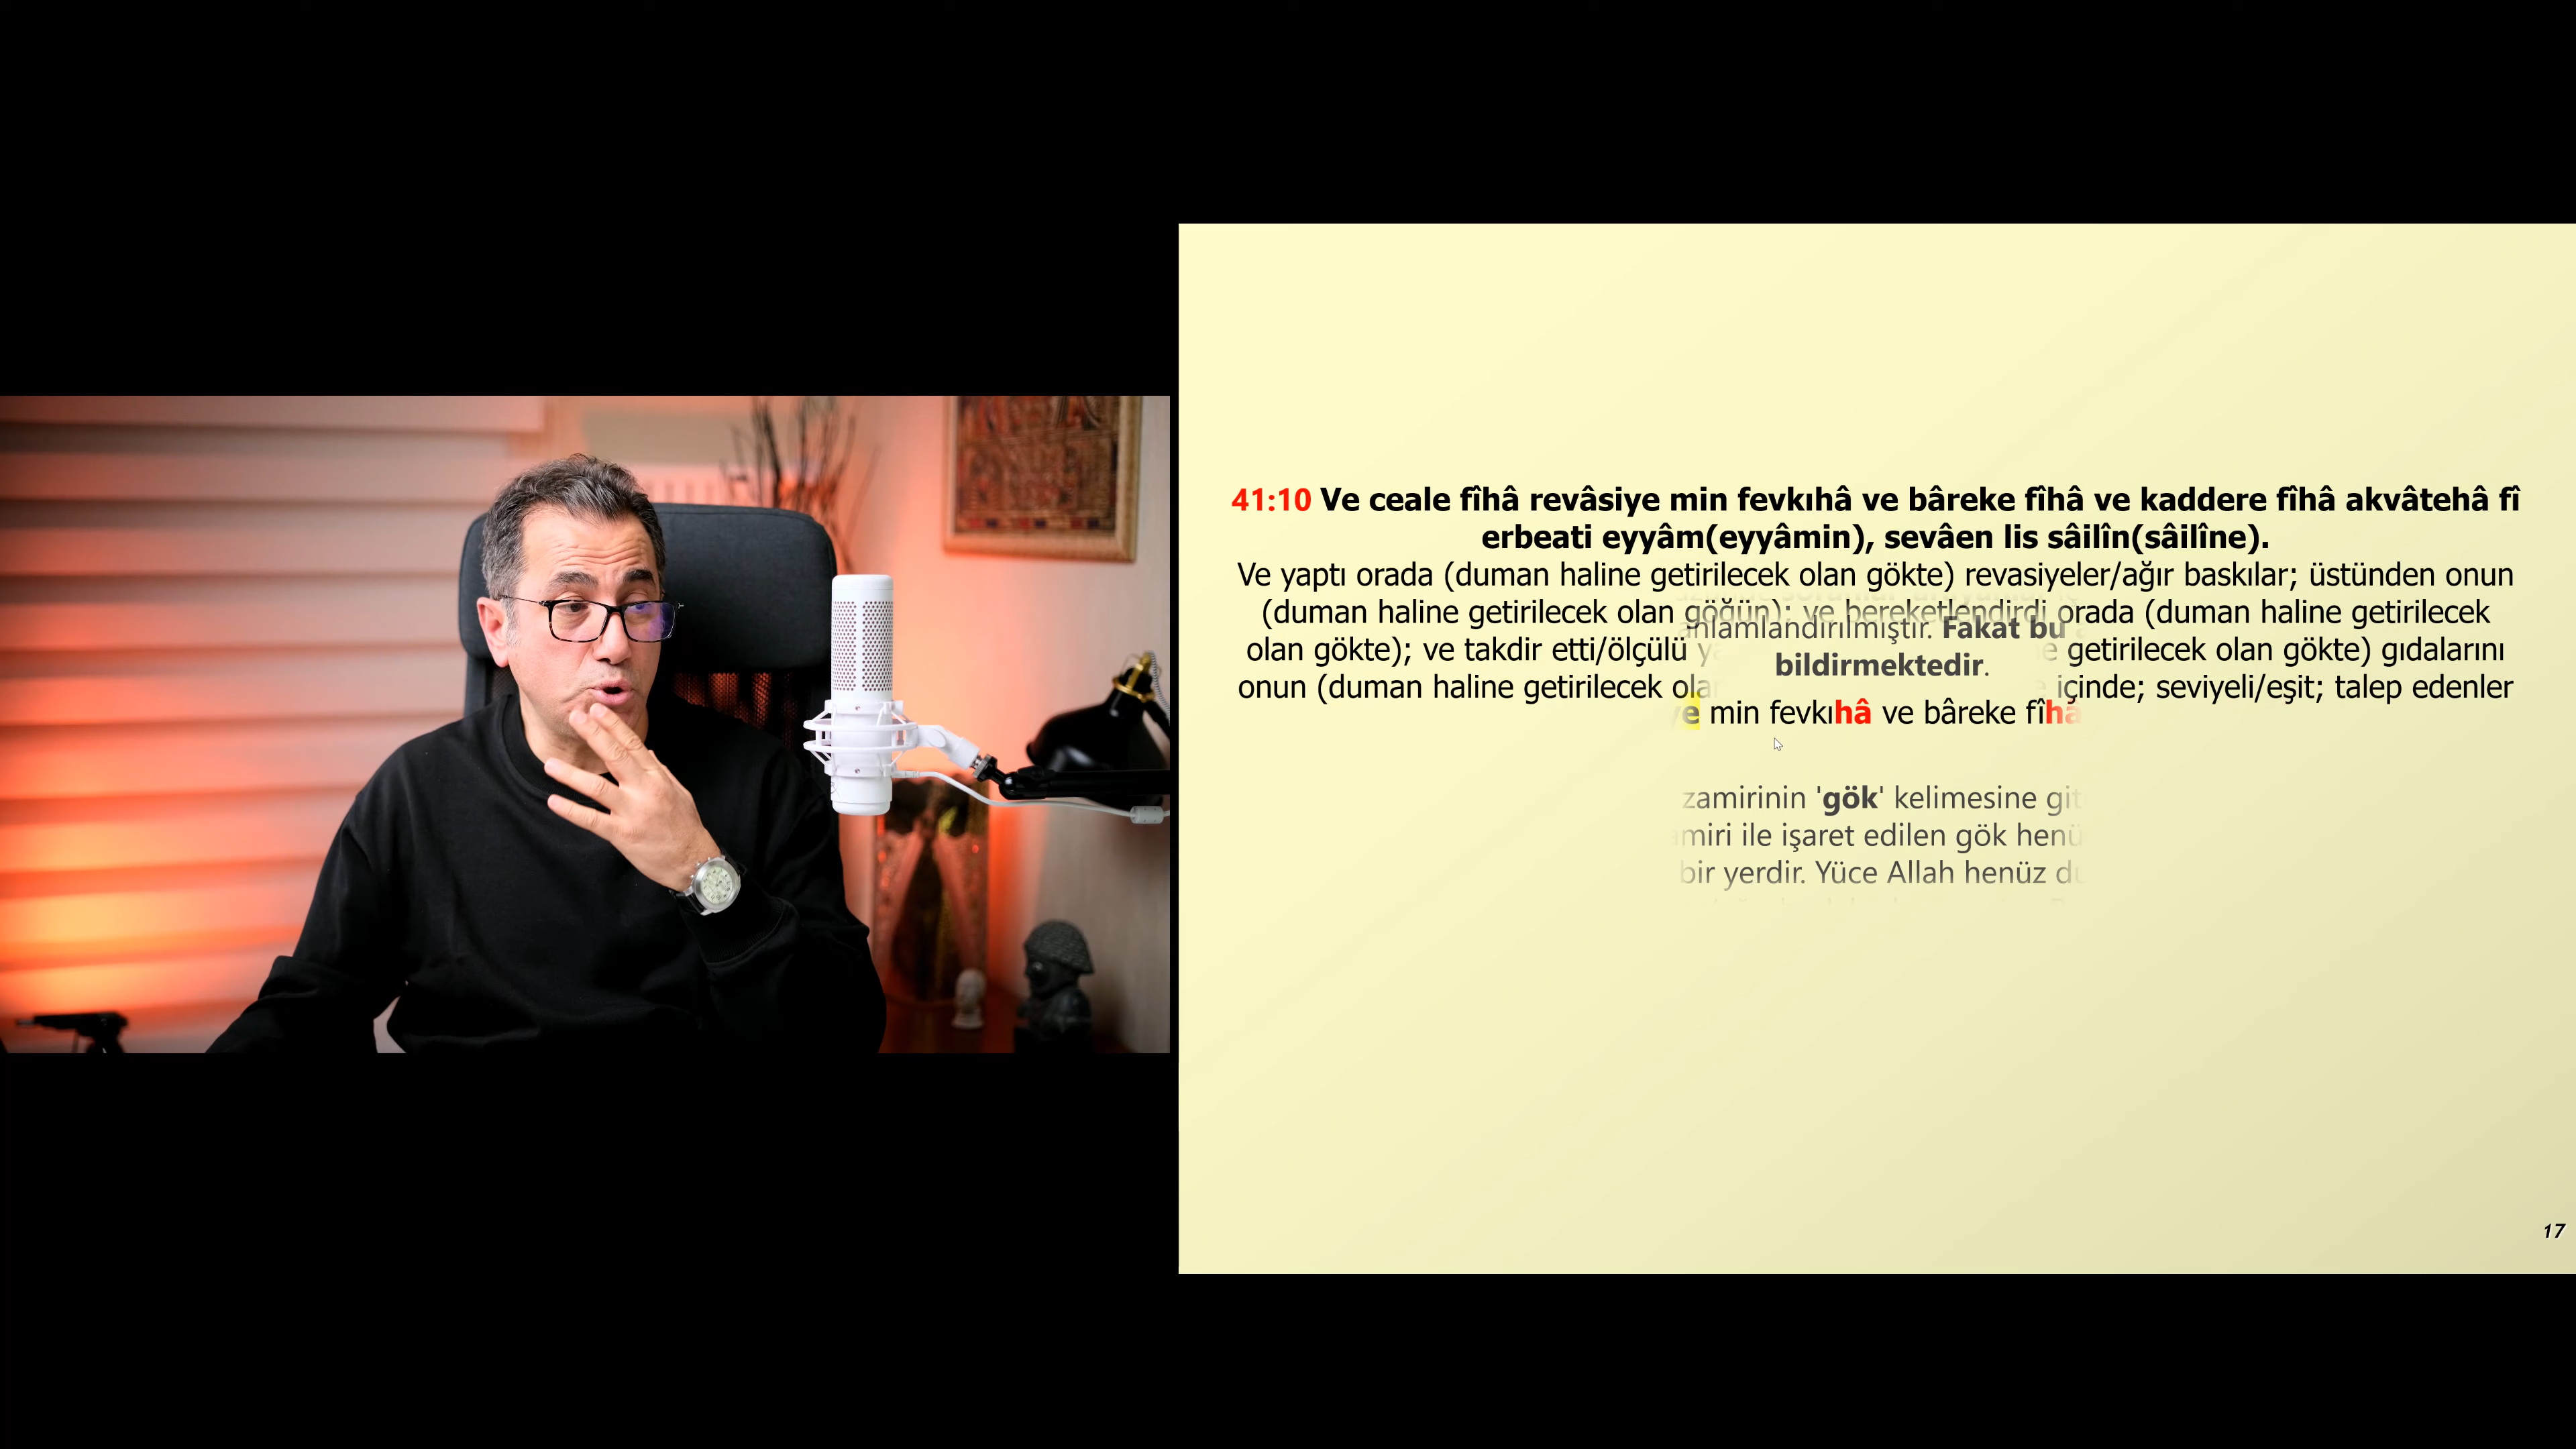 41:10 Ve ceale fîhâ revâsiye min fevkıhâ ve bâreke fîhâ ve kaddere fîhâ akvâtehâ fî
erbeati eyyâm(eyyâmin), sevâen lis sâilîn(sâilîne).
Ve yaptı orada (duman haline getirilecek olan gökte) revasiyeler/ağır baskılar; üstünden onun
(duman haline getirilecek olan göğün); ve bereketlendirdi orada (duman haline getirilecek
anlamlandırılmıştır. Fakat bu
olan gökte); ve takdir etti/ölçülü getirilecek olan gökte) gıdalarını
bildirmektedir.
onun (duman haline getirilecek içinde; seviyeli/eşit; talep edenler
min fevkıhâ ve bâreke fîhâ
zamirinin 'gök' kelimesine
ile işaret edilen gök
bir yerdir. Yüce Allah henüz
17